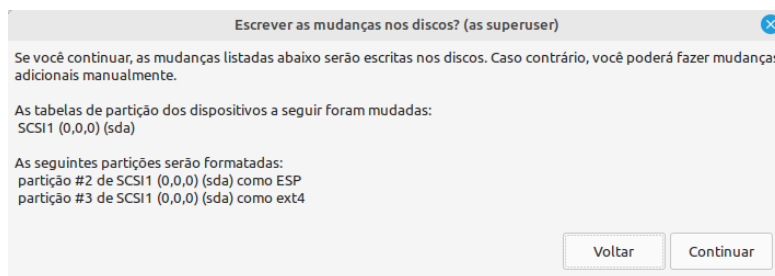 Escrever as mudanças nos discos? (as superuser)
Se você continuar, as mudanças listadas abaixo serão escritas nos discos. Caso contrário, você poderá fazer mudanças
adicionais manualmente.
As tabelas de partição dos dispositivos a seguir foram mudadas:
SCSI1 (0,0,0) (sda)
As seguintes partições serão formatadas:
partição #2 de SCSI1 (0,0,0) (sda) como ESP
partição #3 de SCSI1 (0,0,0) (sda) como ext4
Voltar
Continuar